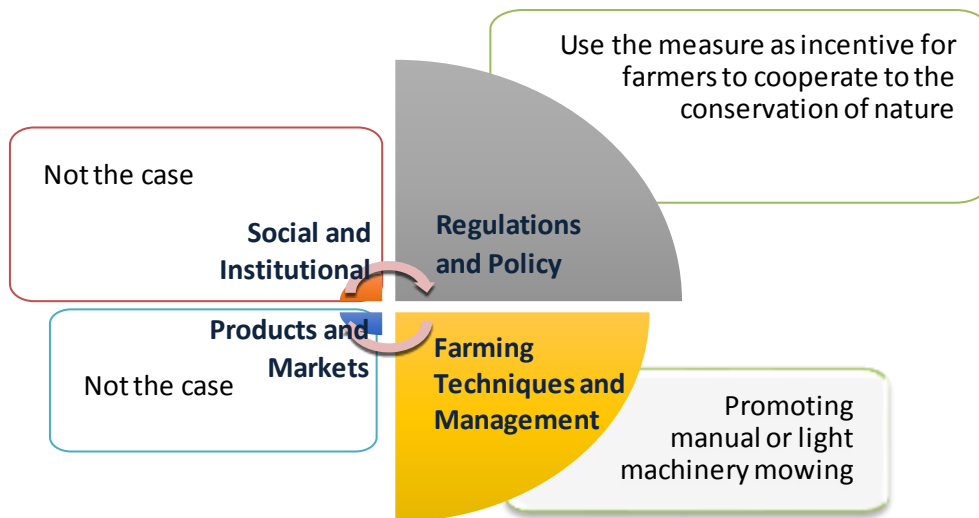 Use the measure as incentive for
farmers to cooperate to the
conservation of nature
Not the case
Social and
Institutional
Regulations
and Policy
Products and
Markets
Not the case
Farming
Techniques and
Management
Promoting
manual or light
machinery mowing